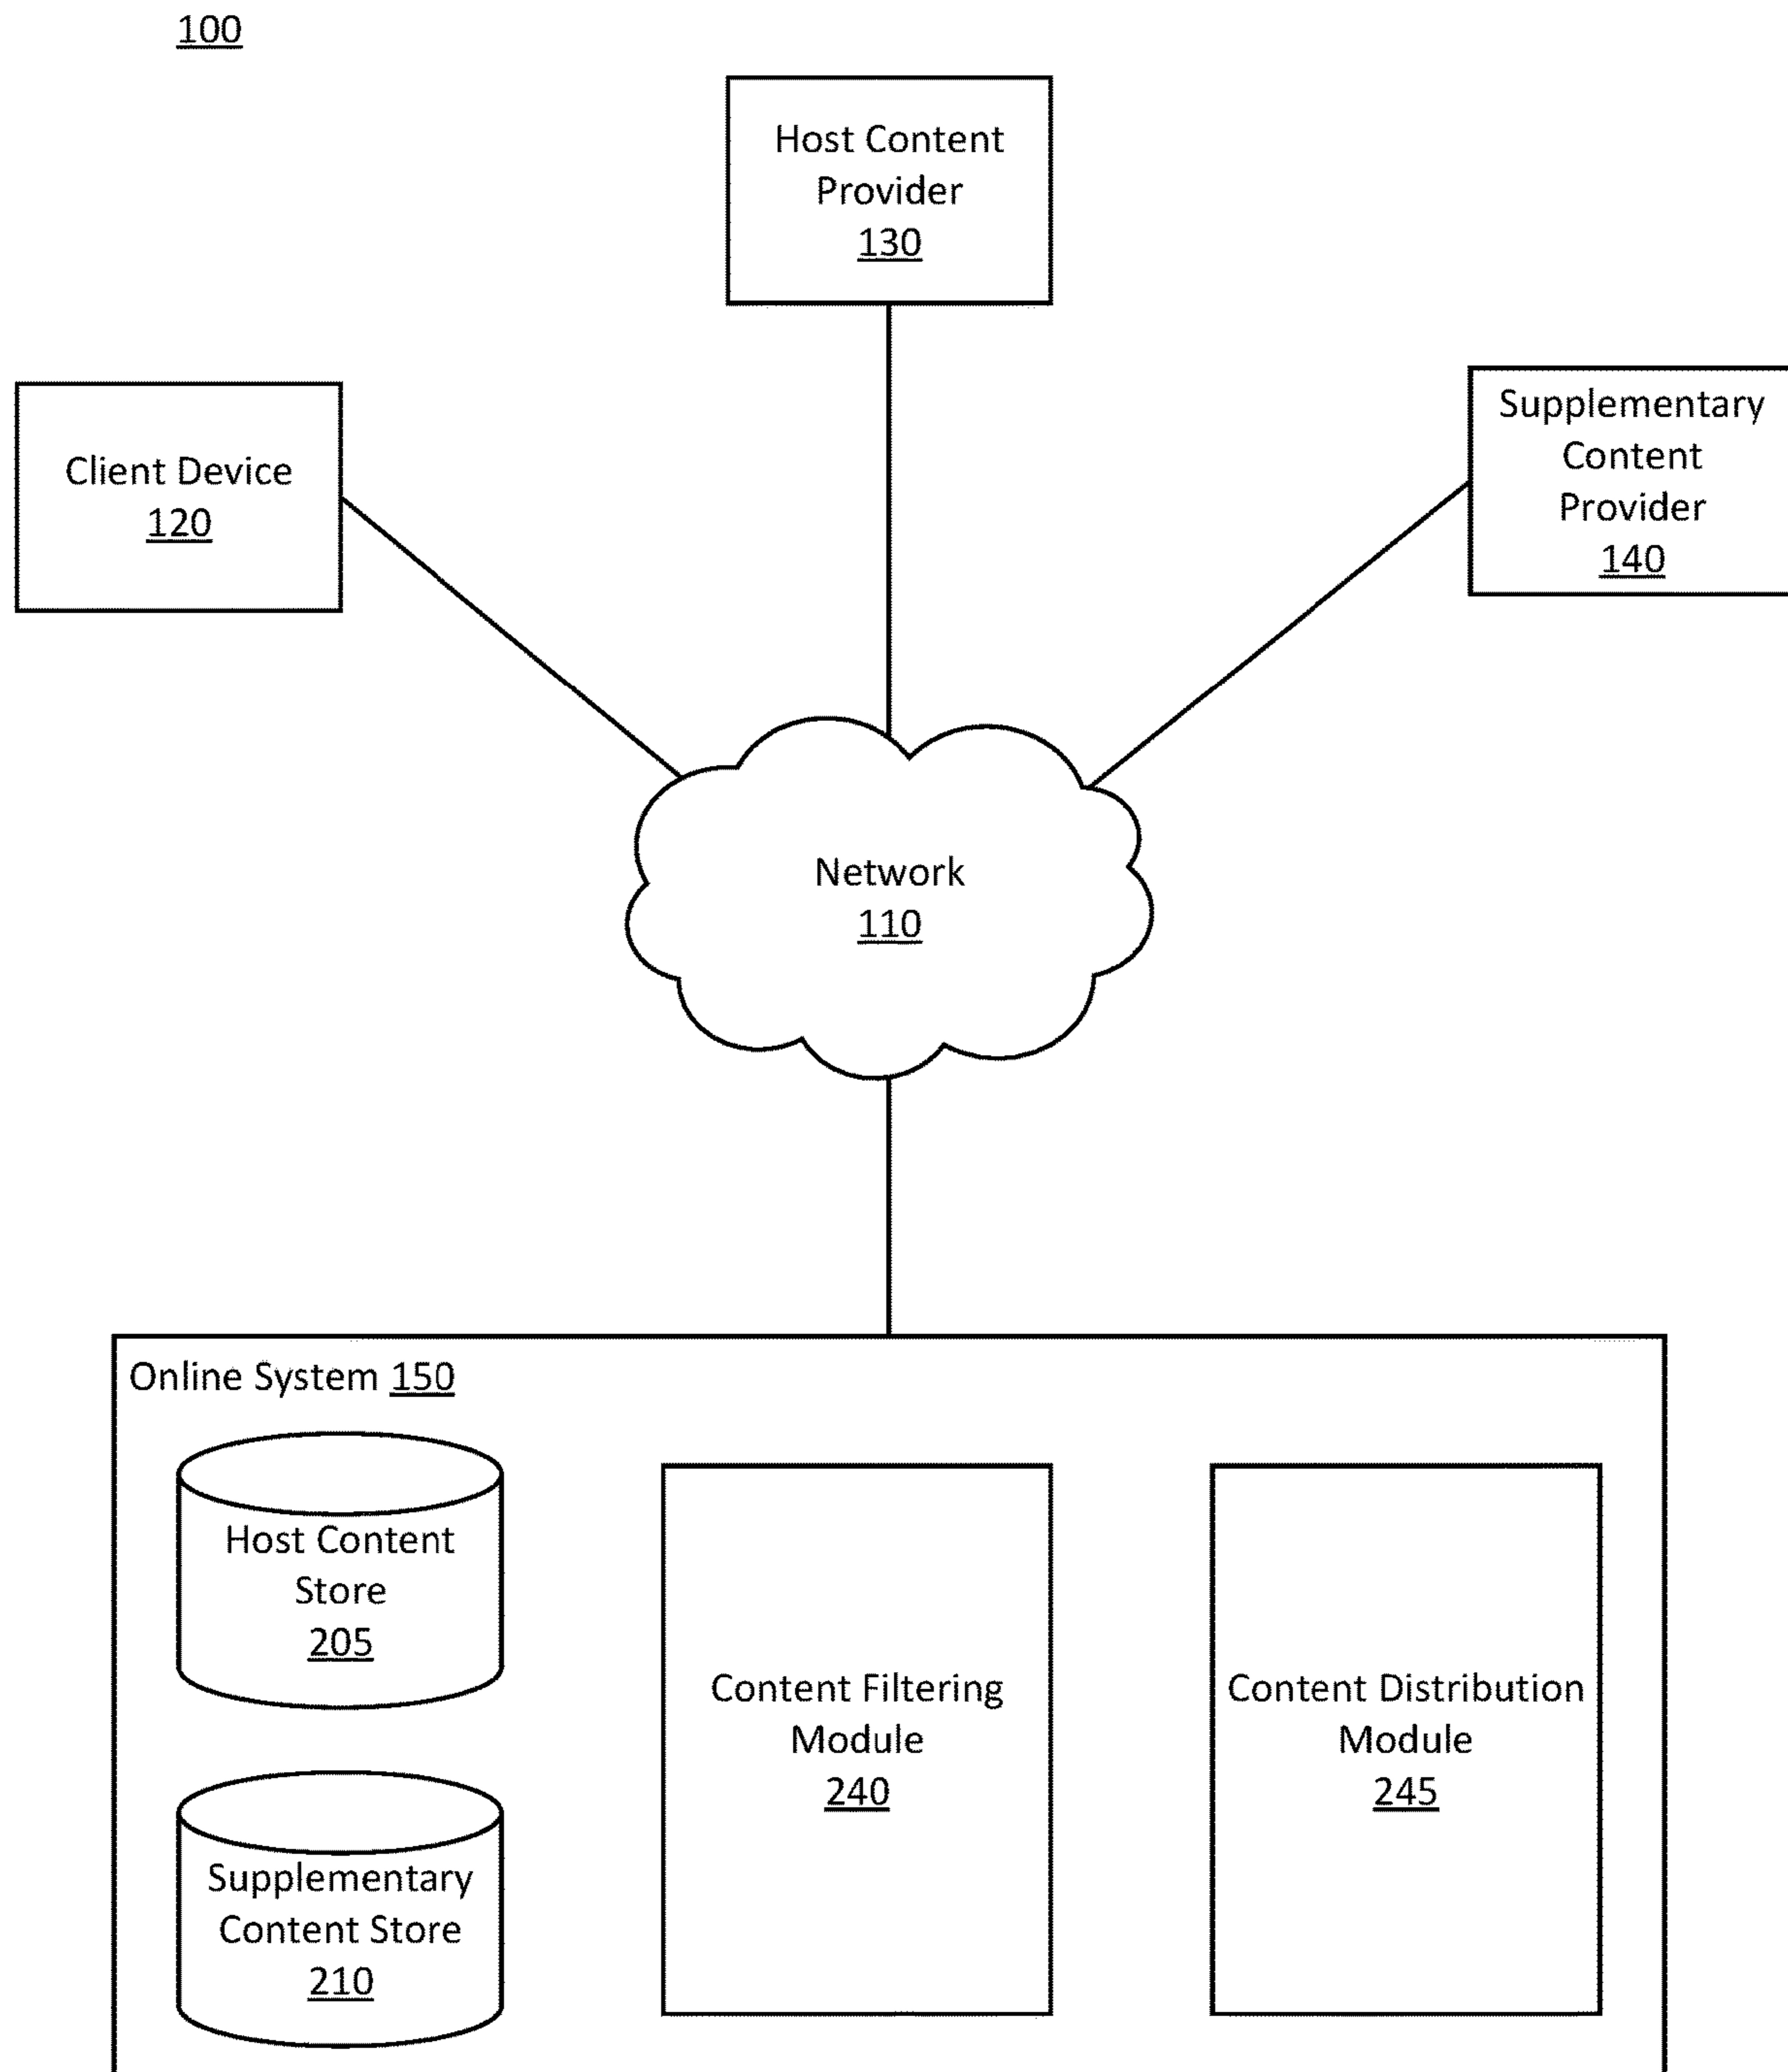 100
Host Content
Provider
130
Client Device
120
Supplementary
Content
Provider
140
Network
110
Online System 150
Host Content
Store
205
Supplementary
Content Store
210
Content Filtering
Module
240
Content Distribution
Module
245